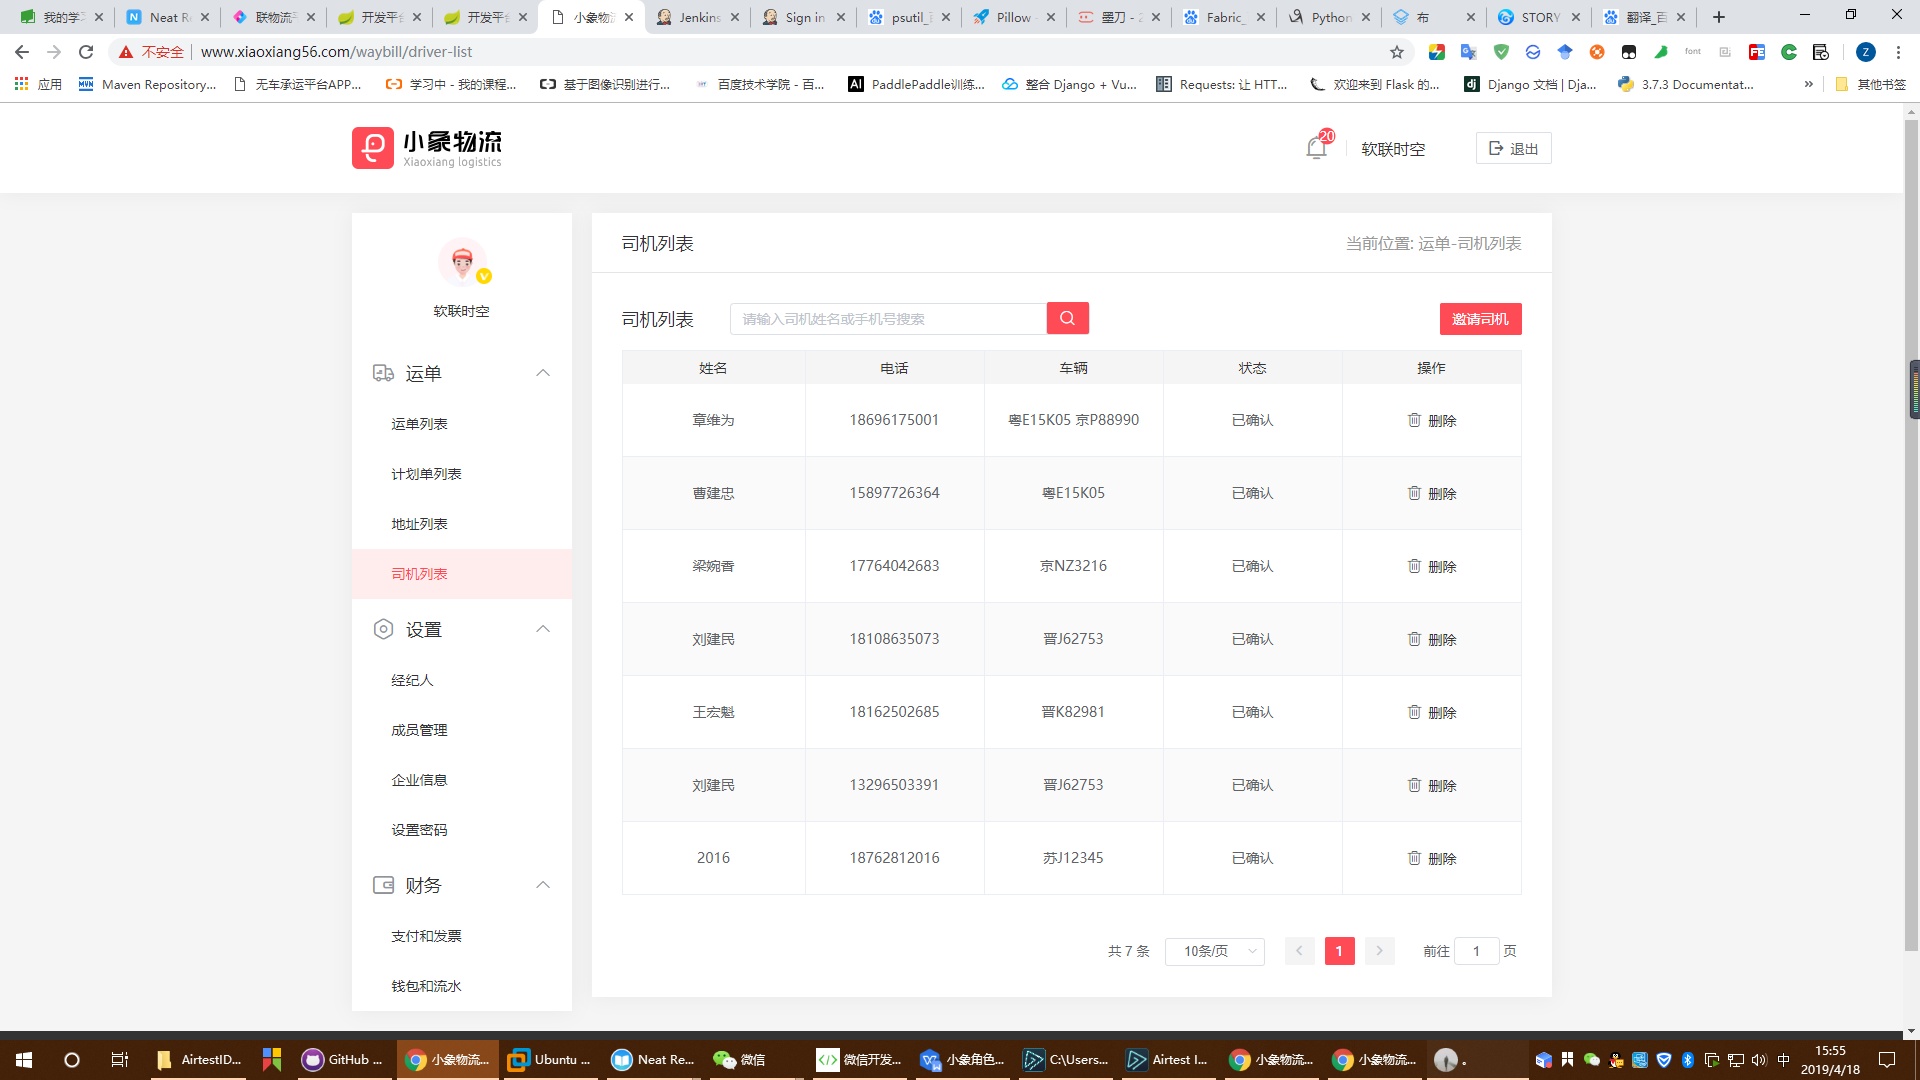 我的学 Neat R 联物流 开发平台 开发平台 小象物 Jenkins Sign in psutil_ Pillow 墨刀 - 2 Fabric_ Python 布 STORY 翻译_百
不安全 www.xiaoxiang56.com/waybill/driver-list
应用 Maven Repository... 无车承运平台APP... 学习中 - 我的课程... 基于图像识别进行... 百度技术学院 - 百... PaddlePaddle训练... 整合 Django + Vu... Requests: 让 HTT... 欢迎来到 Flask 的... Django 文档 | Dja... 3.7.3 Documentat... » 其他书签
小象物流
Xiaoxiang logistics
20 软联时空 退出
软联时空
运单
运单列表
计划单列表
地址列表
司机列表
设置
经纪人
成员管理
企业信息
设置密码
财务
支付和发票
钱包和流水
司机列表 当前位置: 运单-司机列表
司机列表 请输入司机姓名或手机号搜索 邀请司机
姓名 电话 车辆 状态 操作
章维为 18696175001 粤E15K05 京P88990 已确认 删除
曹建忠 15897726364 粤E15K05 已确认 删除
梁婉香 17764042683 京NZ3216 已确认 删除
刘建民 18108635073 晋J62753 已确认 删除
王宏魁 18162502685 晋K82981 已确认 删除
刘建民 13296503391 晋J62753 已确认 删除
2016 18762812016 苏J12345 已确认 删除
共 7 条 10条/页 1 前往 1 页
AirtestID... GitHub ... 小象物流... Ubuntu ... Neat Re... 微信 微信开发... 小象角色... C:\Users... Airtest I... 小象物流... 小象物流... 中 15:55
2019/4/18